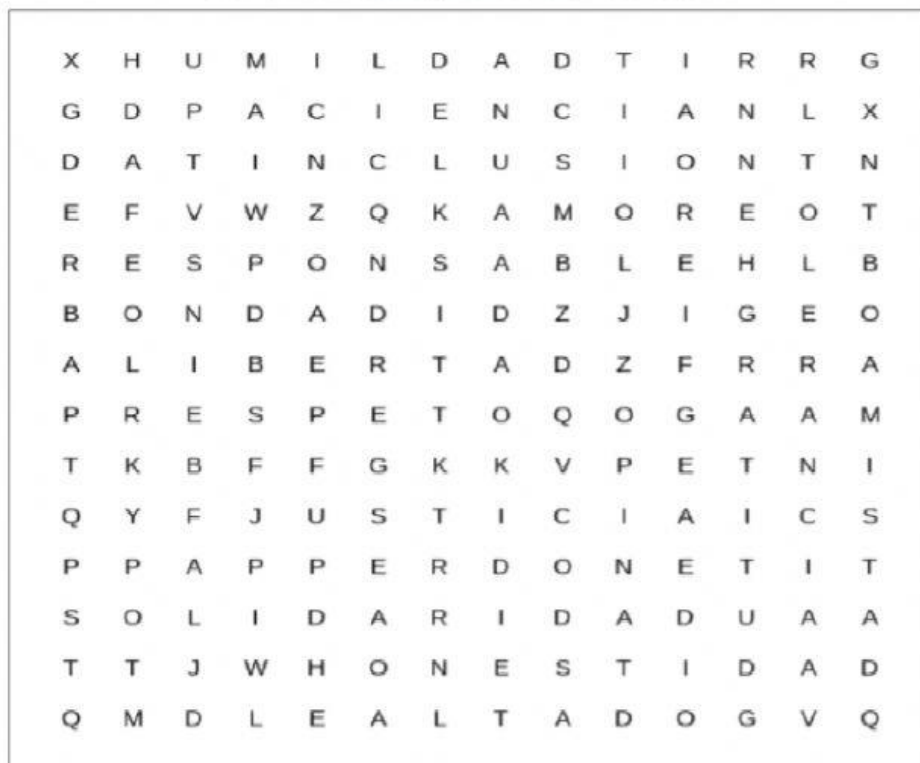 X H U M I L D A D T I R R G
G D P A C I E N C I A N L X
D A T I N C L U S I O N T N
E F V W Z Q K A M O R E O T
R E S P O N S A B L E H L B
B O N D A D I D Z J I G E O
A L I B E R T A D Z F R R A
P R E S P E T O Q O G A A M
T K B F F G K K V P E T N I
Q Y F J U S T I C I A I C S
P P A P P E R D O N E T I T
S O L I D A R I D A D U A A
T T J W H O N E S T I D A D
Q M D L E A L T A D O G V Q